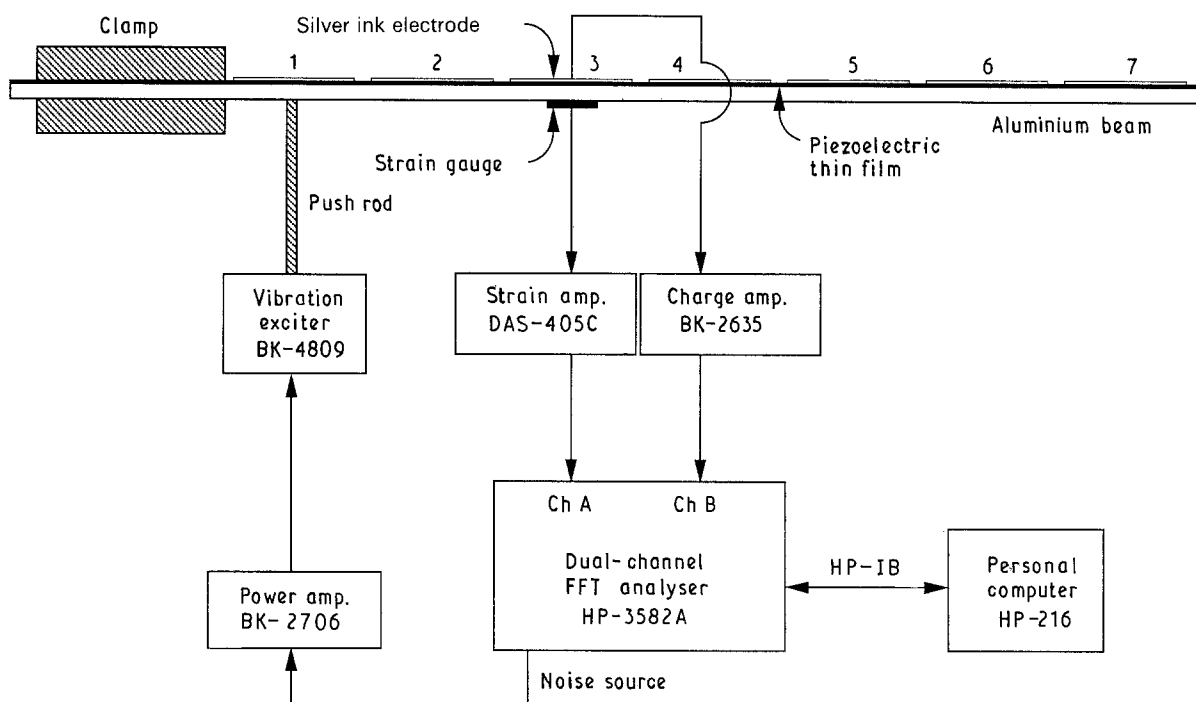 Clamp
Silver ink electrode
1 2 3 4 5 6 7
Strain gauge
Push rod
Piezoelectric
thin film
Aluminium beam
Vibration
exciter
BK-4809
Strain amp.
DAS-405C
Charge amp.
BK-2635
Ch A Ch B
Dual-channel
FFT analyser
HP-3582A
HP-IB
Personal
computer
HP-216
Power amp.
BK-2706
Noise source